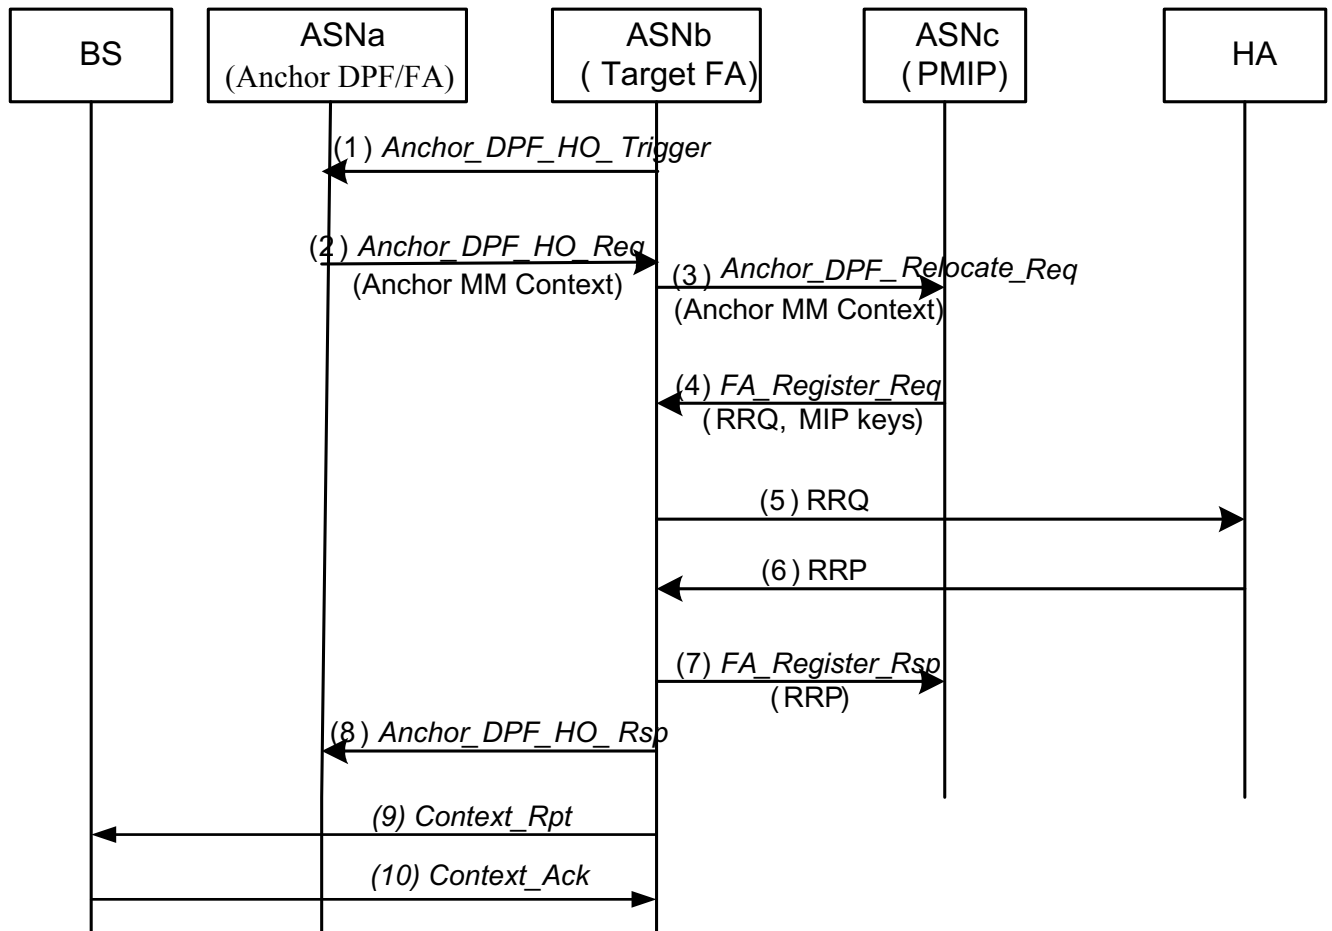 BS
ASNa
(Anchor DPF/FA)
ASNb
( Target FA)
ASNc
(PMIP)
HA
(1) Anchor_DPF_HO_ Trigger
(2) Anchor_DPF_HO_Req
(Anchor MM Context)
(3) Anchor_DPF_Relocate_Req
(Anchor MM Context)
(4) FA_Register_Req
(RRQ, MIP keys)
(5) RRQ
(6) RRP
(7) FA_Register_Rsp
(RRP)
(8) Anchor_DPF_HO_ Rsp
(9) Context_Rpt
(10) Context_Ack